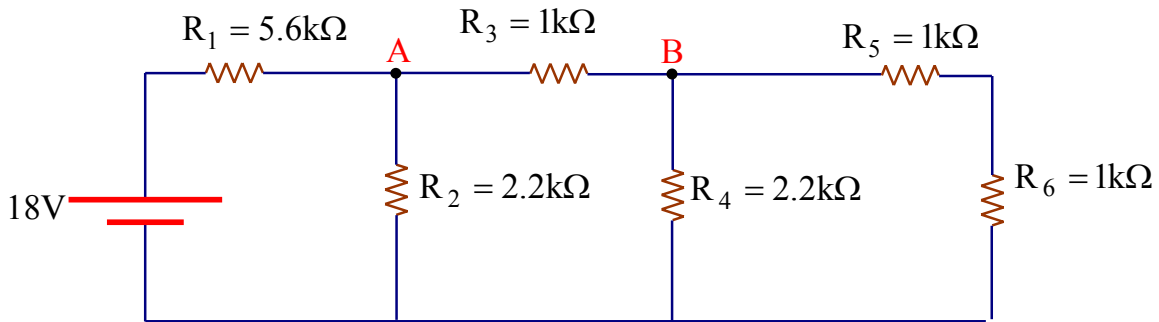 R₁ = 5.6kΩ
A
R₃ = 1kΩ
B
R₅ = 1kΩ
18V
R₂ = 2.2kΩ
R₄ = 2.2kΩ
R₆ = 1kΩ